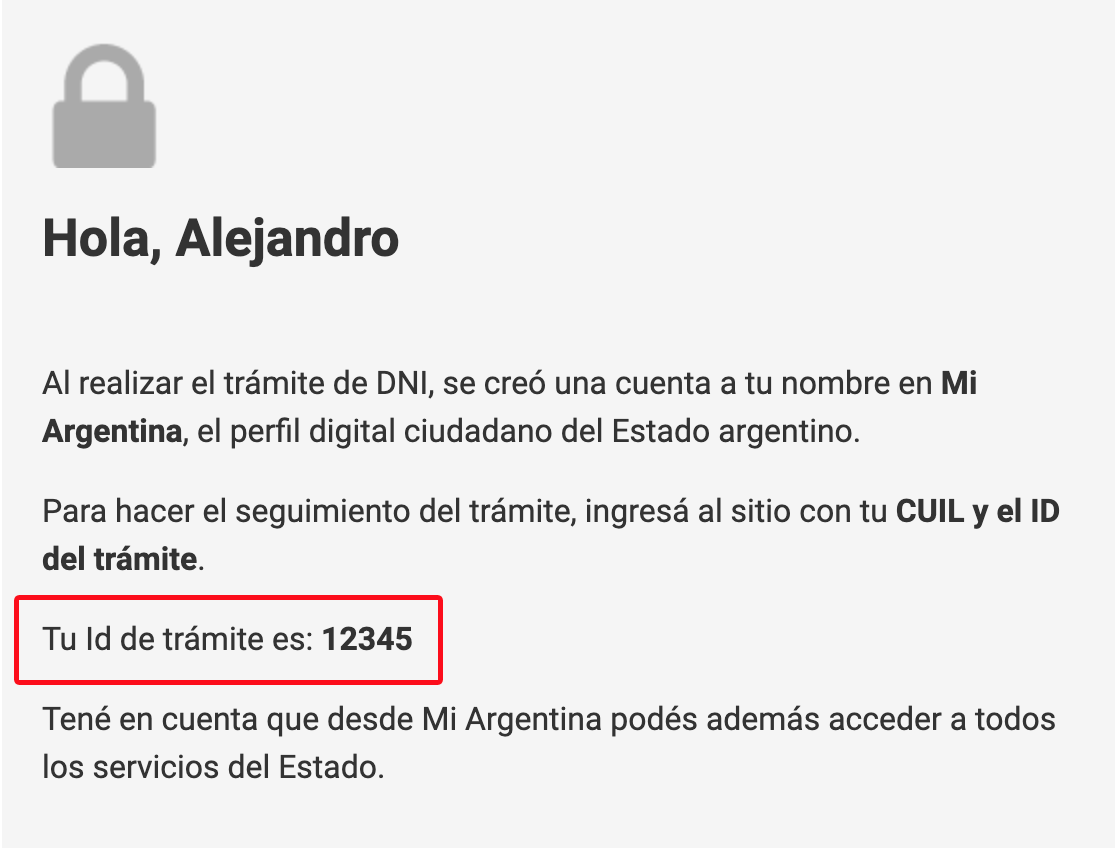 Hola, Alejandro
Al realizar el trámite de DNI, se creó una cuenta a tu nombre en Mi
Argentina, el perfil digital ciudadano del Estado argentino.
Para hacer el seguimiento del trámite, ingresá al sitio con tu CUIL y el ID
del trámite.
Tu Id de trámite es: 12345
Tené en cuenta que desde Mi Argentina podés además acceder a todos
los servicios del Estado.